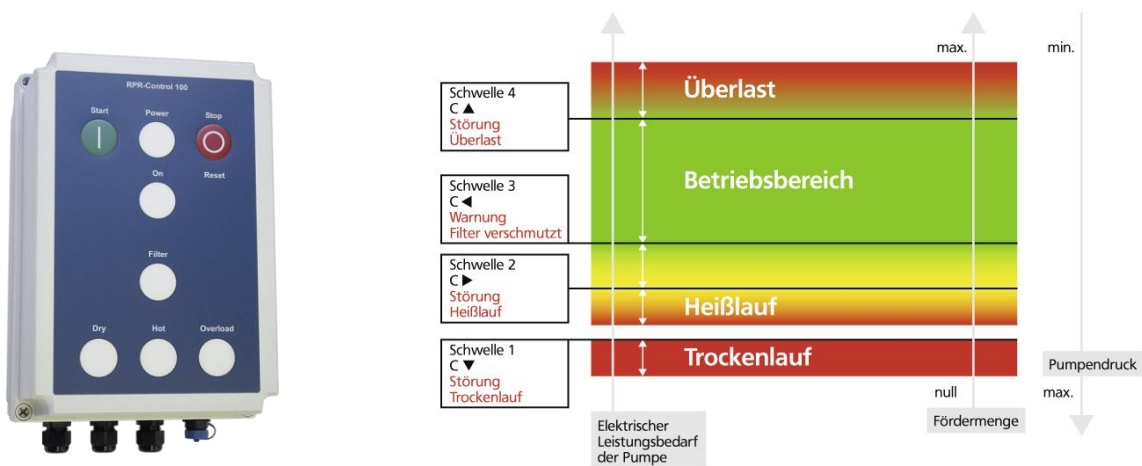 RPR-Control 100
Start
Power
Stop
On
Reset
Filter
Dry
Hot
Overload
max.
min.
Schwelle 4
C ▲
Störung
Überlast
Überlast
Schwelle 3
C ◀
Warnung
Filter verschmutzt
Betriebsbereich
Schwelle 2
C ▶
Störung
Heißlauf
Heißlauf
Schwelle 1
C ▼
Störung
Trockenlauf
Trockenlauf
Pumpendruck
null
max.
Elektrischer
Leistungsbedarf
der Pumpe
Fördermenge